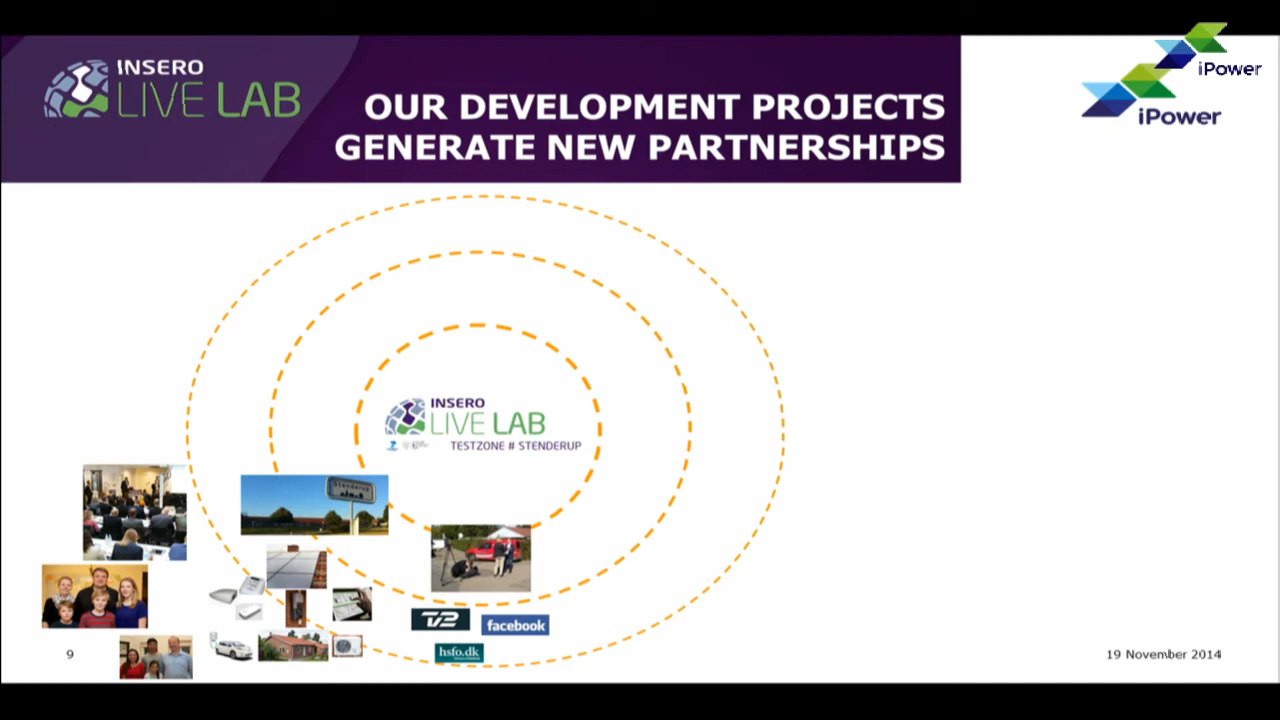 INSERO
LIVE LAB
OUR DEVELOPMENT PROJECTS
GENERATE NEW PARTNERSHIPS
iPower
iPower
INSERO
LIVE LAB
TESTZONE # STENDERUP
Stenderup
TV2
facebook
hsfo.dk
9
19 November 2014